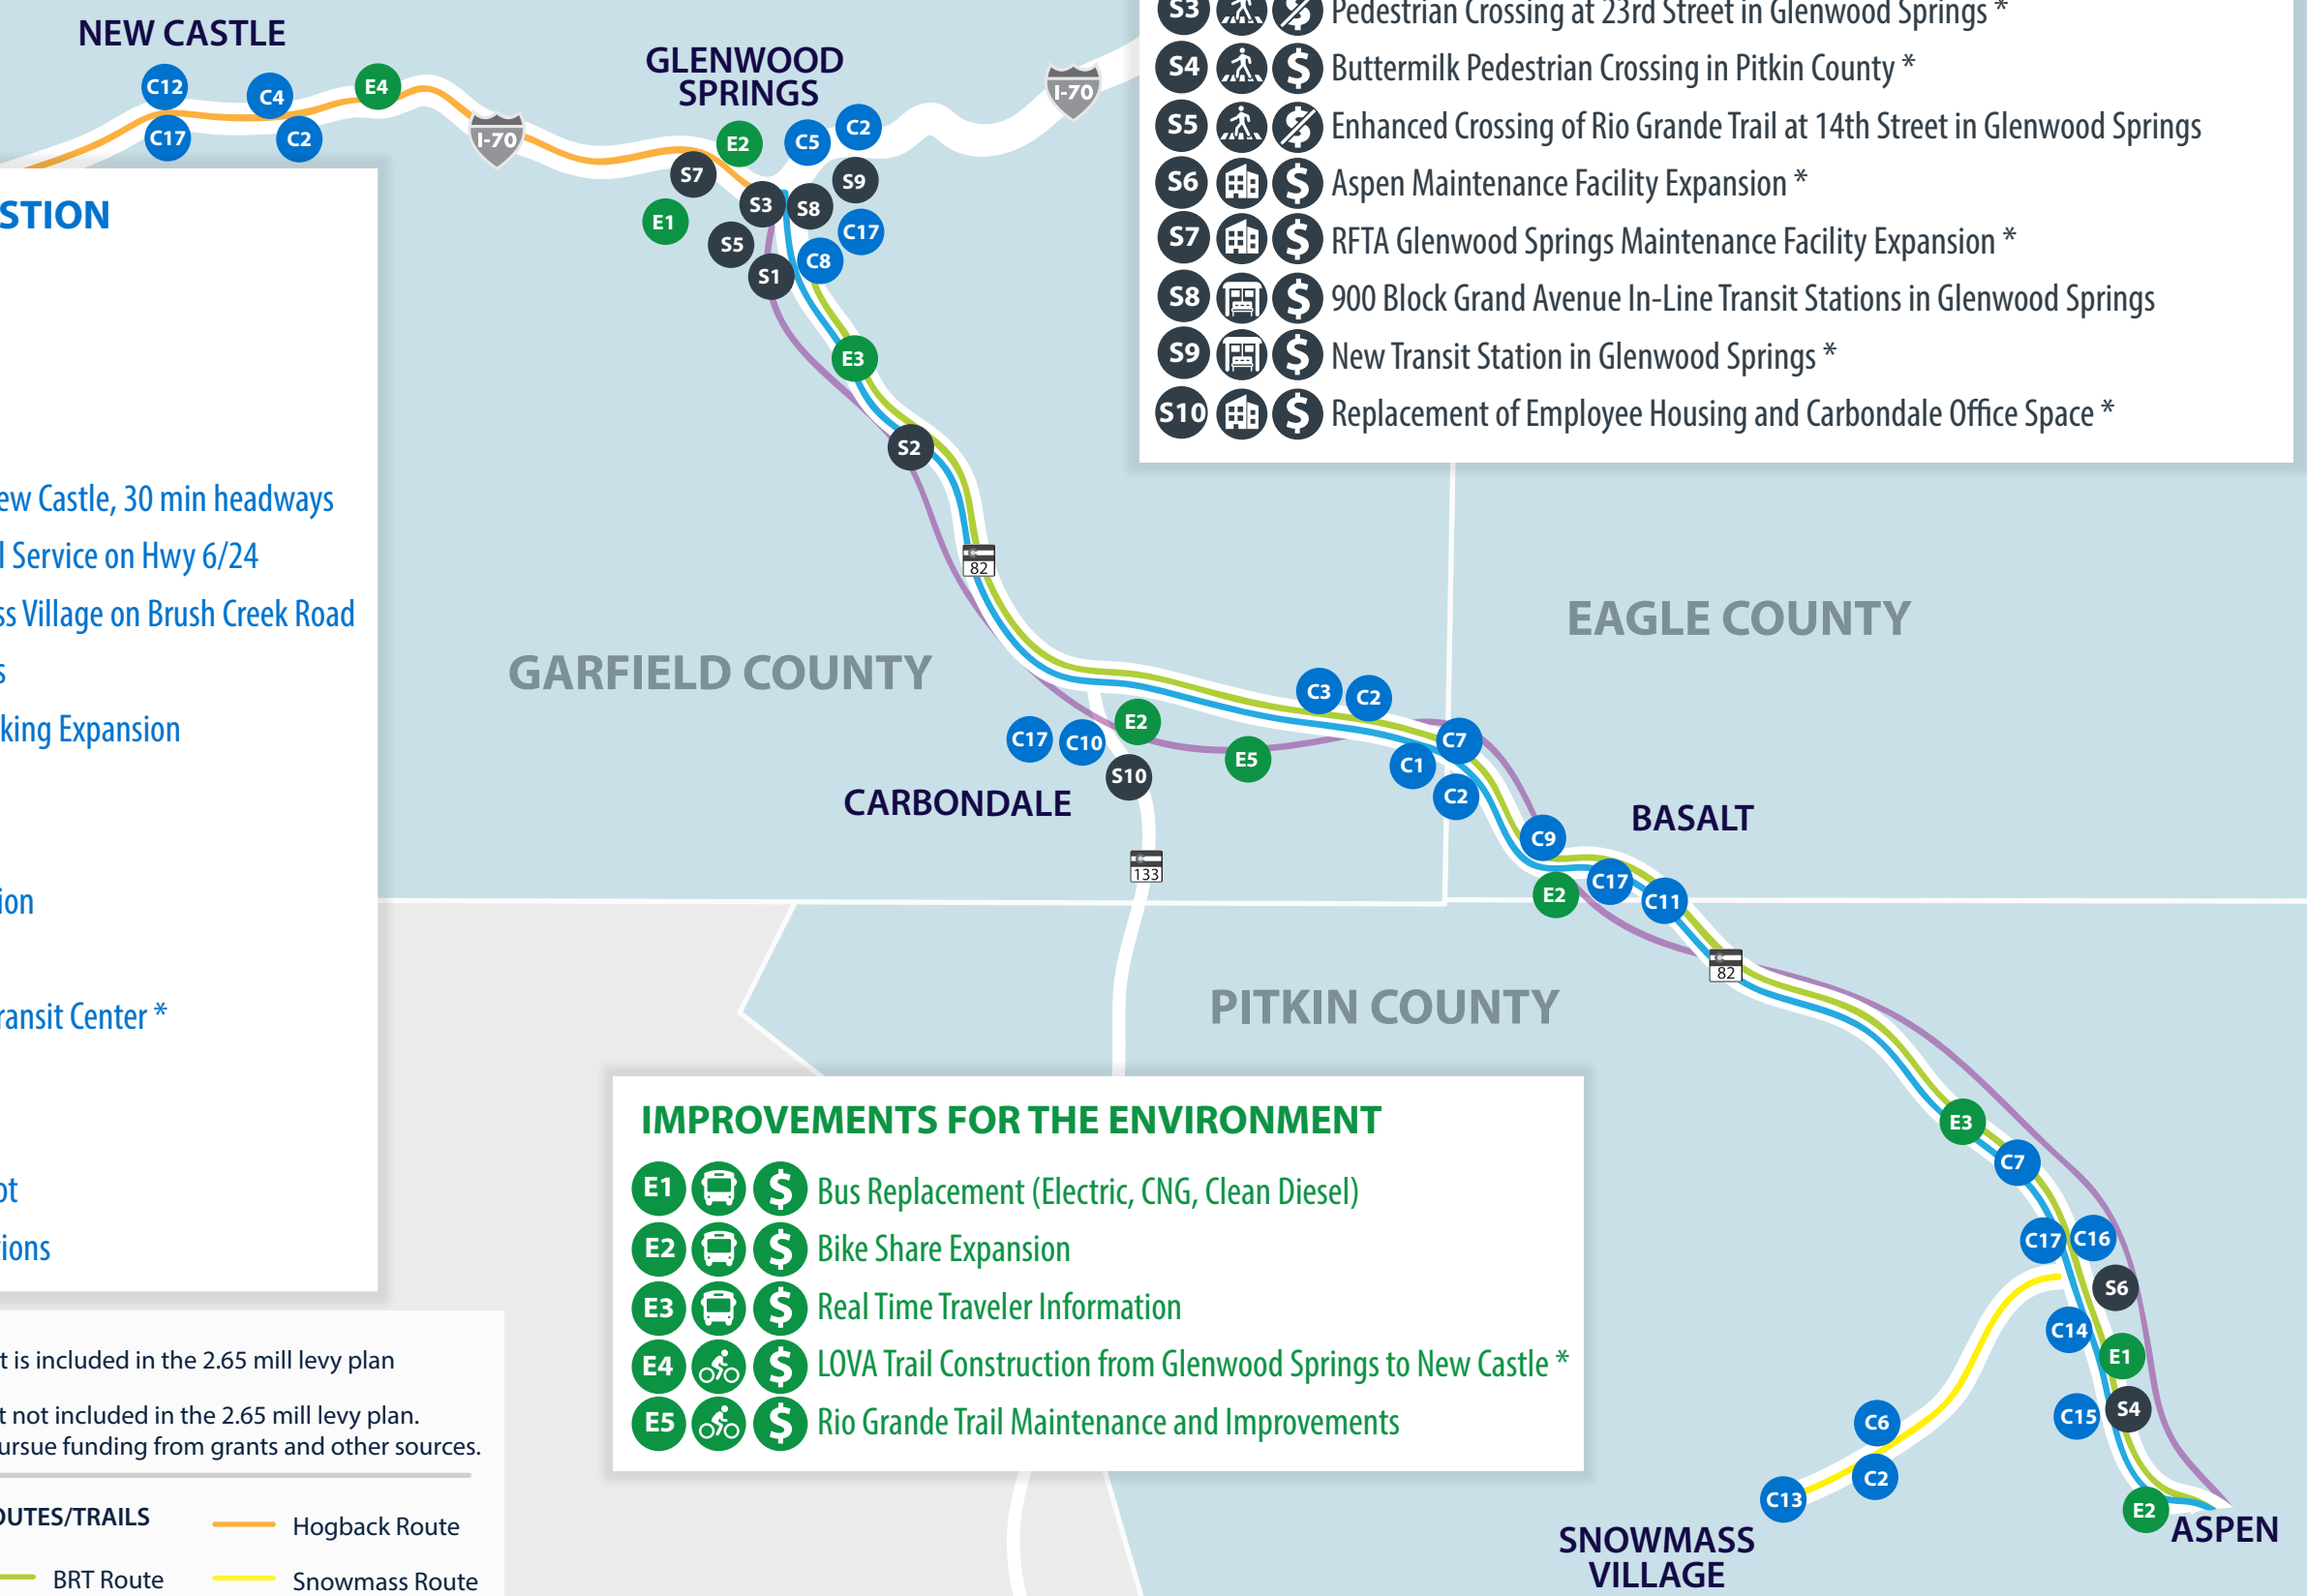 NEW CASTLE
C12
C4
E4
C17
C2
I-70
GLENWOOD
SPRINGS
I-70
E2
C5
C2
S7
S9
S3
S8
E1
S5
C17
C8
S1
E3
S2
82
S3 Pedestrian Crossing at 23rd Street in Glenwood Springs *
S4 $ Buttermilk Pedestrian Crossing in Pitkin County *
S5 $ Enhanced Crossing of Rio Grande Trail at 14th Street in Glenwood Springs
S6 $ Aspen Maintenance Facility Expansion *
S7 $ RFTA Glenwood Springs Maintenance Facility Expansion *
S8 $ 900 Block Grand Avenue In-Line Transit Stations in Glenwood Springs
S9 $ New Transit Station in Glenwood Springs *
S10 $ Replacement of Employee Housing and Carbondale Office Space *
STION
ew Castle, 30 min headways
l Service on Hwy 6/24
ss Village on Brush Creek Road
s
king Expansion
ion
ransit Center *
ot
tions
GARFIELD COUNTY
EAGLE COUNTY
C3
C2
C17
C10
E2
E5
C7
C1
C2
S10
CARBONDALE
133
BASALT
C9
E2
C17
C11
82
PITKIN COUNTY
IMPROVEMENTS FOR THE ENVIRONMENT
E1 $ Bus Replacement (Electric, CNG, Clean Diesel)
E2 $ Bike Share Expansion
E3 $ Real Time Traveler Information
E4 $ LOVA Trail Construction from Glenwood Springs to New Castle *
E5 $ Rio Grande Trail Maintenance and Improvements
E3
C7
C17
C16
S6
C14
E1
C15
S4
C6
C2
C13
E2
ASPEN
SNOWMASS
VILLAGE
t is included in the 2.65 mill levy plan
t not included in the 2.65 mill levy plan.
ursue funding from grants and other sources.
OUTES/TRAILS
Hogback Route
BRT Route
Snowmass Route